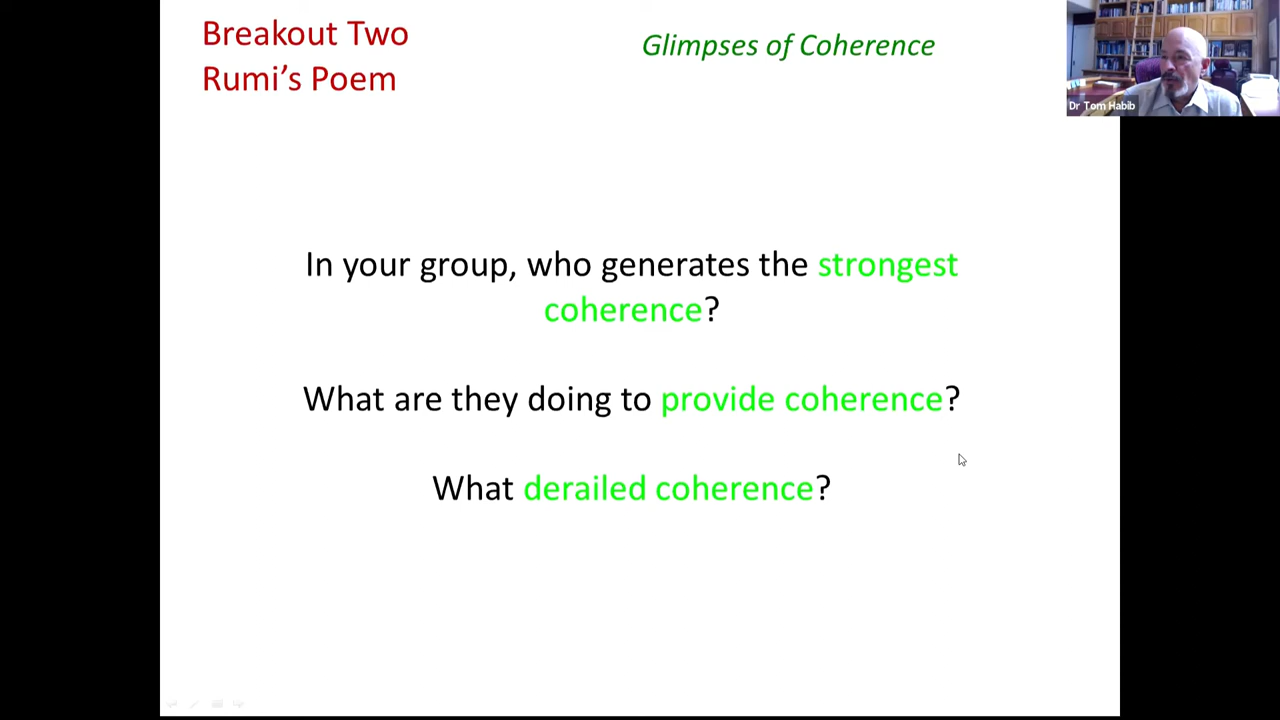 Breakout Two
Rumi’s Poem
Glimpses of Coherence
Dr Tom Habib
In your group, who generates the strongest
coherence?
What are they doing to provide coherence?
What derailed coherence?